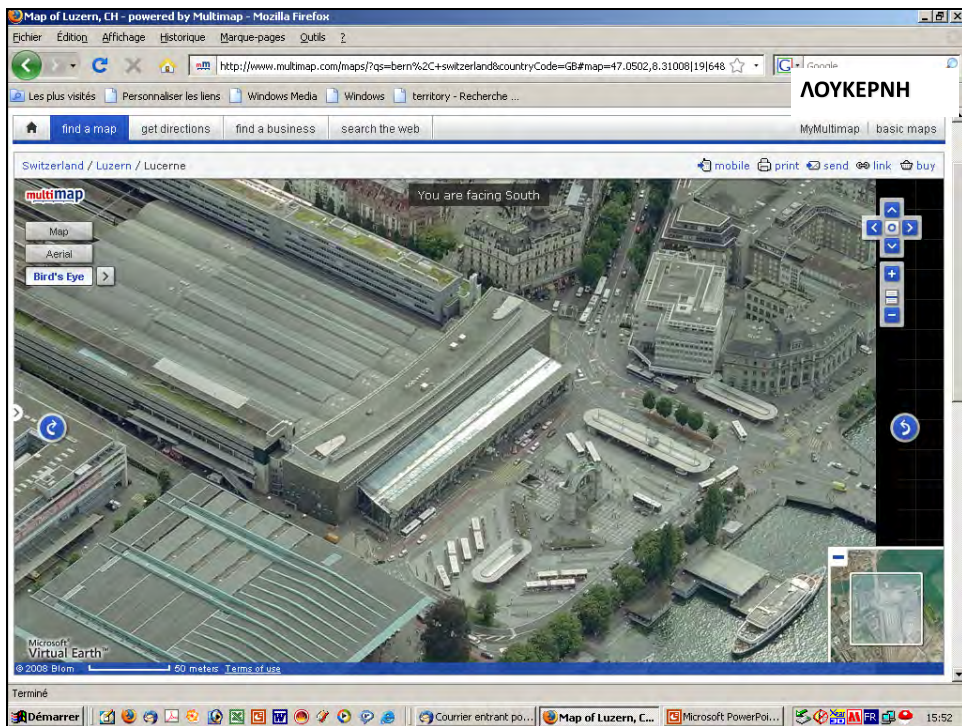 Map of Luzern, CH - powered by Multimap - Mozilla Firefox
Fichier Édition Affichage Historique Marque-pages Outils ?
http://www.multimap.com/maps/?qs=bern%2C+switzerland&countryCode=GB#map=47.0502,8.31008|19|648
Google
Les plus visités Personnaliser les liens Windows Media Windows territory - Recherche ...
ΛΟΥΚΕΡΝΗ
find a map get directions find a business search the web MyMultimap basic maps
Switzerland / Luzern / Lucerne mobile print send link buy
multimap
You are facing South
Map
Aerial
Bird's Eye
Microsoft
Virtual Earth
© 2008 Blom 50 meters Terms of use
Terminé
Démarrer Courrier entrant po... Map of Luzern, C... Microsoft PowerPoi... FR 15:52